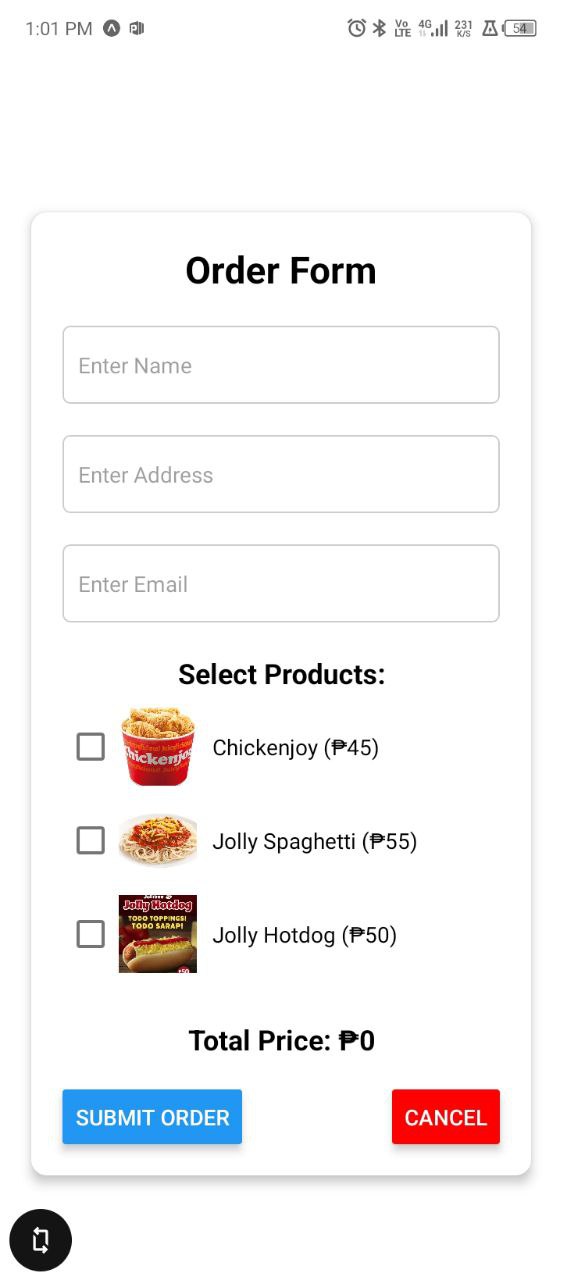 1:01 PM
Vo LTE 4G 231 K/S 54
Order Form
Enter Name
Enter Address
Enter Email
Select Products:
hickenjo
Chickenjoy (₱45)
Jolly Spaghetti (₱55)
Jolly Hotdog
TODO TOPPINGS!
TODO SARAP!
₱50
Jolly Hotdog (₱50)
Total Price: ₱0
SUBMIT ORDER
CANCEL